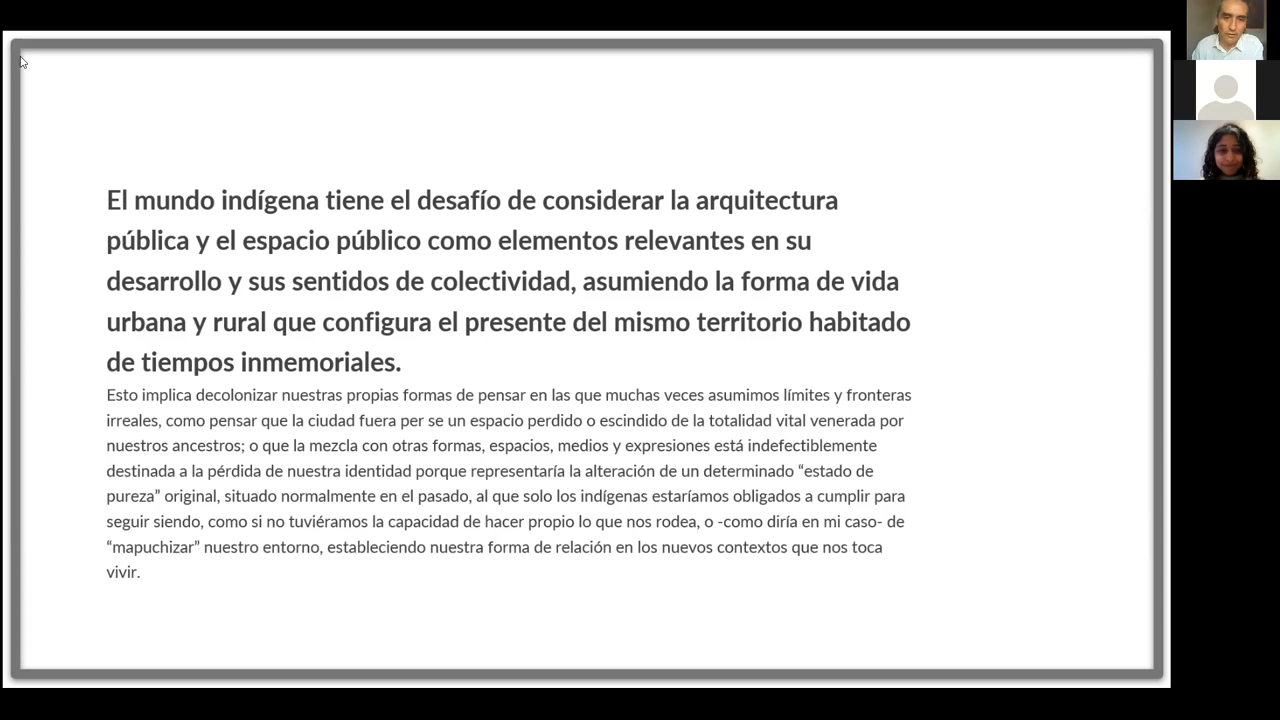 El mundo indígena tiene el desafío de considerar la arquitectura
pública y el espacio público como elementos relevantes en su
desarrollo y sus sentidos de colectividad, asumiendo la forma de vida
urbana y rural que configura el presente del mismo territorio habitado
de tiempos inmemoriales.
Esto implica decolonizar nuestras propias formas de pensar en las que muchas veces asumimos límites y fronteras
irreales, como pensar que la ciudad fuera per se un espacio perdido o escindido de la totalidad vital venerada por
nuestros ancestros; o que la mezcla con otras formas, espacios, medios y expresiones está indefectiblemente
destinada a la pérdida de nuestra identidad porque representaría la alteración de un determinado “estado de
pureza” original, situado normalmente en el pasado, al que solo los indígenas estaríamos obligados a cumplir para
seguir siendo, como si no tuviéramos la capacidad de hacer propio lo que nos rodea, o -como diría en mi caso- de
“mapuchizar” nuestro entorno, estableciendo nuestra forma de relación en los nuevos contextos que nos toca
vivir.